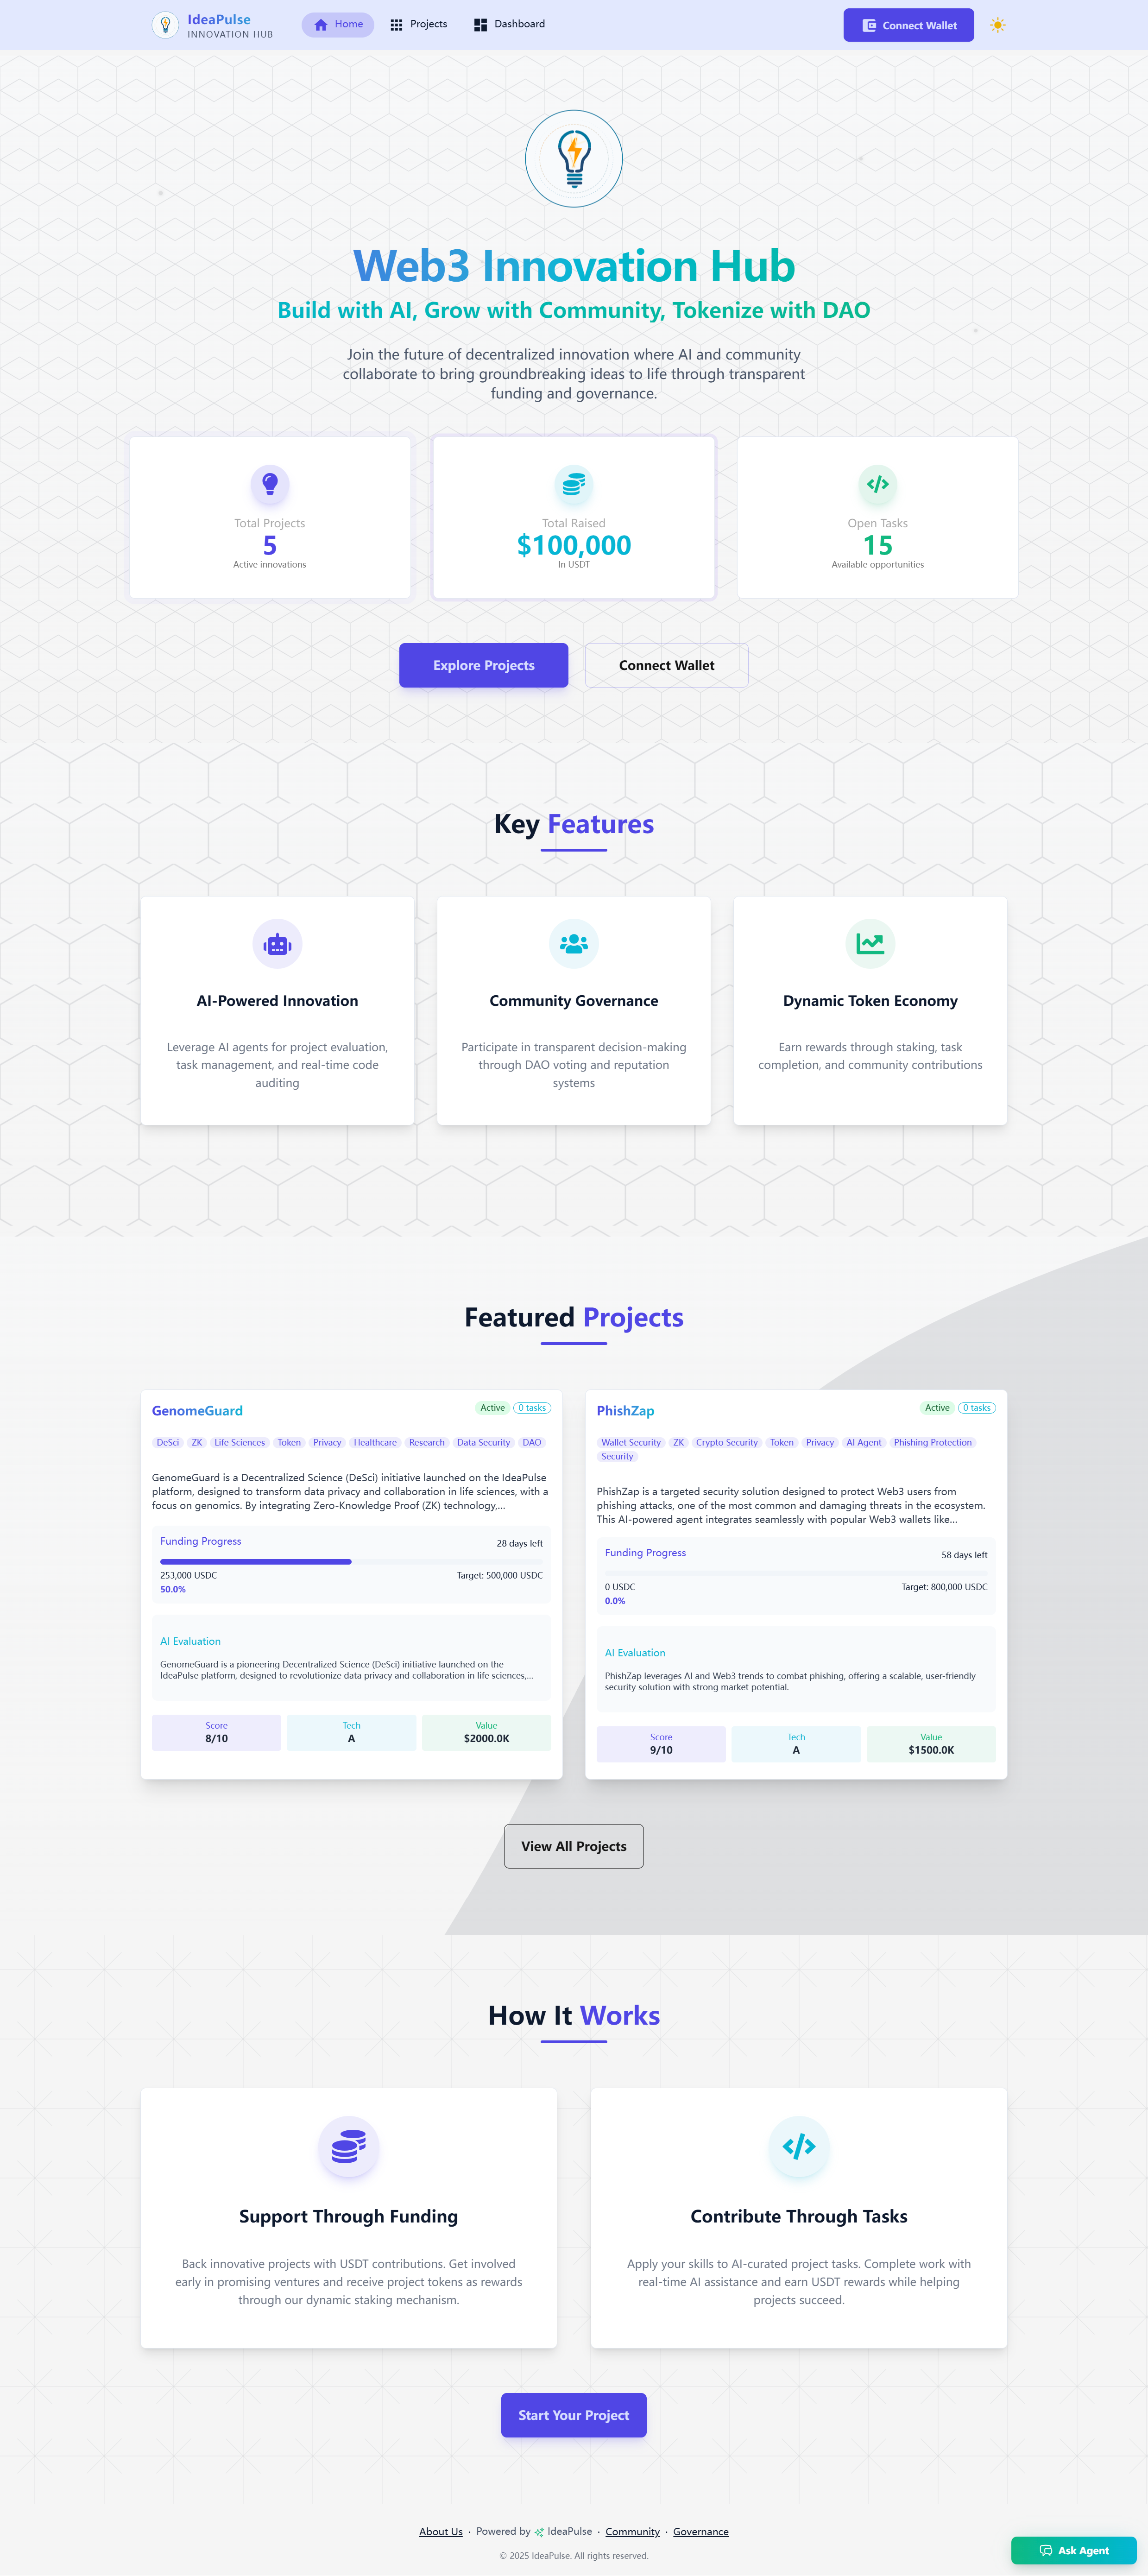 IdeaPulse
INNOVATION HUB
Home
Projects
Dashboard
Connect Wallet
Web3 Innovation Hub
Build with AI, Grow with Community, Tokenize with DAO
Join the future of decentralized innovation where AI and community
collaborate to bring groundbreaking ideas to life through transparent
funding and governance.
Total Projects
5
Active innovations
Total Raised
$100,000
In USDT
Open Tasks
15
Available opportunities
Explore Projects
Connect Wallet
Key Features
AI-Powered Innovation
Leverage AI agents for project evaluation,
task management, and real-time code
auditing
Community Governance
Participate in transparent decision-making
through DAO voting and reputation
systems
Dynamic Token Economy
Earn rewards through staking, task
completion, and community contributions
Featured Projects
GenomeGuard
Active
0 tasks
DeSci ZK Life Sciences Token Privacy Healthcare Research Data Security DAO
GenomeGuard is a Decentralized Science (DeSci) initiative launched on the IdeaPulse
platform, designed to transform data privacy and collaboration in life sciences, with a
focus on genomics. By integrating Zero-Knowledge Proof (ZK) technology,...
Funding Progress
28 days left
253,000 USDC
Target: 500,000 USDC
50.0%
AI Evaluation
GenomeGuard is a pioneering Decentralized Science (DeSci) initiative launched on the
IdeaPulse platform, designed to revolutionize data privacy and collaboration in life sciences,...
Score
8/10
Tech
A
Value
$2000.0K
PhishZap
Active
0 tasks
Wallet Security ZK Crypto Security Token Privacy AI Agent Phishing Protection
Security
PhishZap is a targeted security solution designed to protect Web3 users from
phishing attacks, one of the most common and damaging threats in the ecosystem.
This AI-powered agent integrates seamlessly with popular Web3 wallets like...
Funding Progress
58 days left
0 USDC
Target: 800,000 USDC
0.0%
AI Evaluation
PhishZap leverages AI and Web3 trends to combat phishing, offering a scalable, user-friendly
security solution with strong market potential.
Score
9/10
Tech
A
Value
$1500.0K
View All Projects
How It Works
Support Through Funding
Back innovative projects with USDT contributions. Get involved
early in promising ventures and receive project tokens as rewards
through our dynamic staking mechanism.
Contribute Through Tasks
Apply your skills to AI-curated project tasks. Complete work with
real-time AI assistance and earn USDT rewards while helping
projects succeed.
Start Your Project
About Us · Powered by IdeaPulse · Community · Governance
© 2025 IdeaPulse. All rights reserved.
Ask Agent